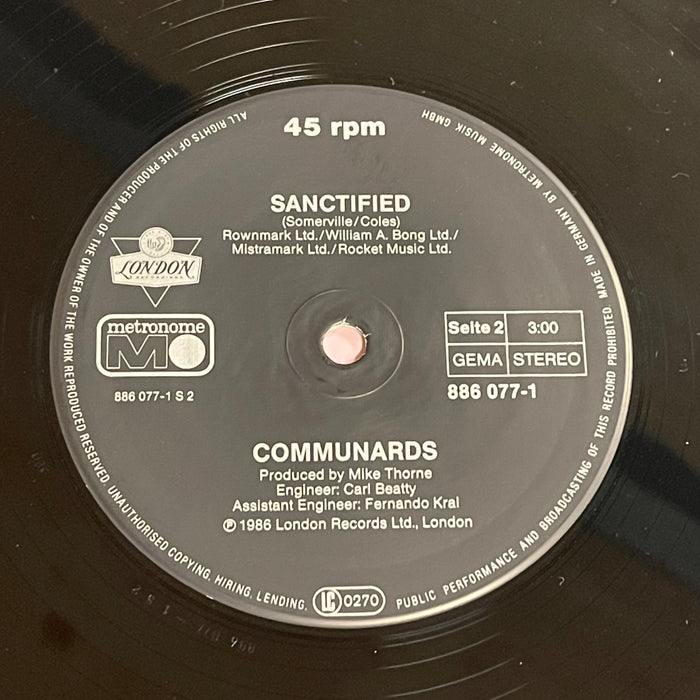 45 rpm
SANCTIFIED
(Somerville/Coles)
Rownmark Ltd./William A. Bong Ltd./
Mistramark Ltd./Rocket Music Ltd.
LONDON
RECORDINGS
metronome
M
886 077-1 S 2
Seite 2 3:00
GEMA STEREO
886 077-1
COMMUNARDS
Produced by Mike Thorne
Engineer: Carl Beatty
Assistant Engineer: Fernando Kral
℗ 1986 London Records Ltd., London
ALL RIGHTS OF THE PRODUCER AND OF THE OWNER OF THE WORK REPRODUCED RESERVED. UNAUTHORISED COPYING, HIRING, LENDING, LC 0270 PUBLIC PERFORMANCE AND BROADCASTING OF THIS RECORD PROHIBITED. MADE IN GERMANY BY METRONOME MUSIK GMBH